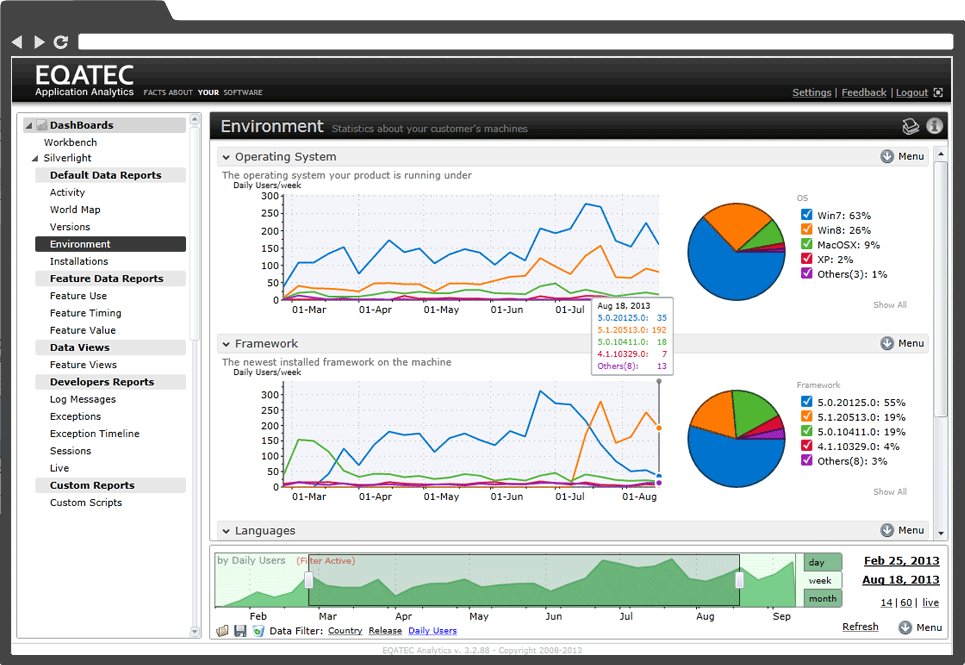 EQATEC
Application Analytics FACTS ABOUT YOUR SOFTWARE
Settings | Feedback | Logout
DashBoards
Workbench
Silverlight
Default Data Reports
Activity
World Map
Versions
Environment
Installations
Feature Data Reports
Feature Use
Feature Timing
Feature Value
Data Views
Feature Views
Developers Reports
Log Messages
Exceptions
Exception Timeline
Sessions
Live
Custom Reports
Custom Scripts
Environment Statistics about your customer's machines
Operating System Menu
The operating system your product is running under
Daily Users/week
300
250
200
150
100
50
0
01-Mar 01-Apr 01-May 01-Jun 01-Jul
OS
Win7: 63%
Win8: 26%
MacOSX: 9%
XP: 2%
Others(3): 1%
Show All
Aug 18, 2013
5.0.20125.0: 35
5.1.20513.0: 192
5.0.10411.0: 18
4.1.10329.0: 7
Others(8): 13
Framework Menu
The newest installed framework on the machine
Daily Users/week
300
250
200
150
100
50
0
01-Mar 01-Apr 01-May 01-Jun 01-Jul 01-Aug
Framework
5.0.20125.0: 55%
5.1.20513.0: 19%
5.0.10411.0: 19%
4.1.10329.0: 4%
Others(8): 3%
Show All
Languages Menu
by Daily Users (Filter Active)
Feb Mar Apr May Jun Jul Aug Sep
day
week
month
Feb 25, 2013
Aug 18, 2013
14 | 60 | live
Data Filter: Country Release Daily Users
Refresh Menu
EQATEC Analytics v. 3.2.88 - Copyright 2008-2013